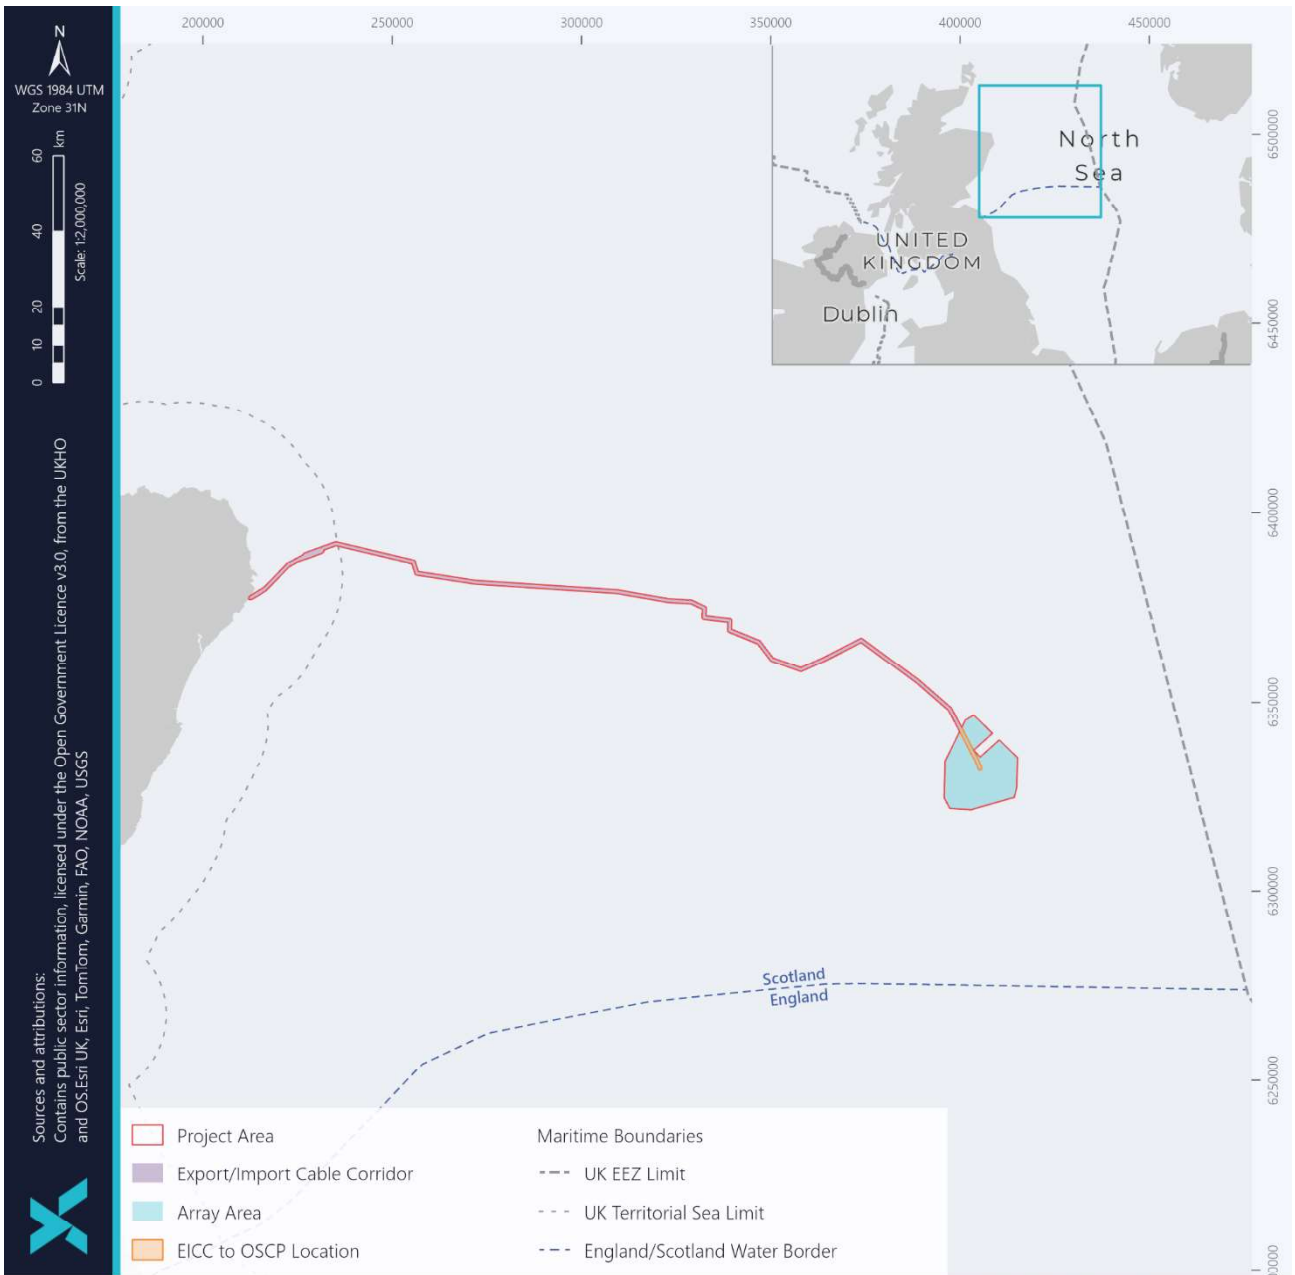 200000
250000
300000
350000
400000
450000
N
WGS 1984 UTM
Zone 31N
0 10 20 40 60 km
Scale: 1:2,000,000
Sources and attributions:
Contains public sector information, licensed under the Open Government Licence v3.0, from the UKHO
and OS.Esri UK, Esri, TomTom, Garmin, FAO, NOAA, USGS
North
Sea
UNITED
KINGDOM
Dublin
6500000
6450000
6400000
6350000
6300000
6250000
Scotland
England
Project Area
Export/Import Cable Corridor
Array Area
EICC to OSCP Location
Maritime Boundaries
UK EEZ Limit
UK Territorial Sea Limit
England/Scotland Water Border